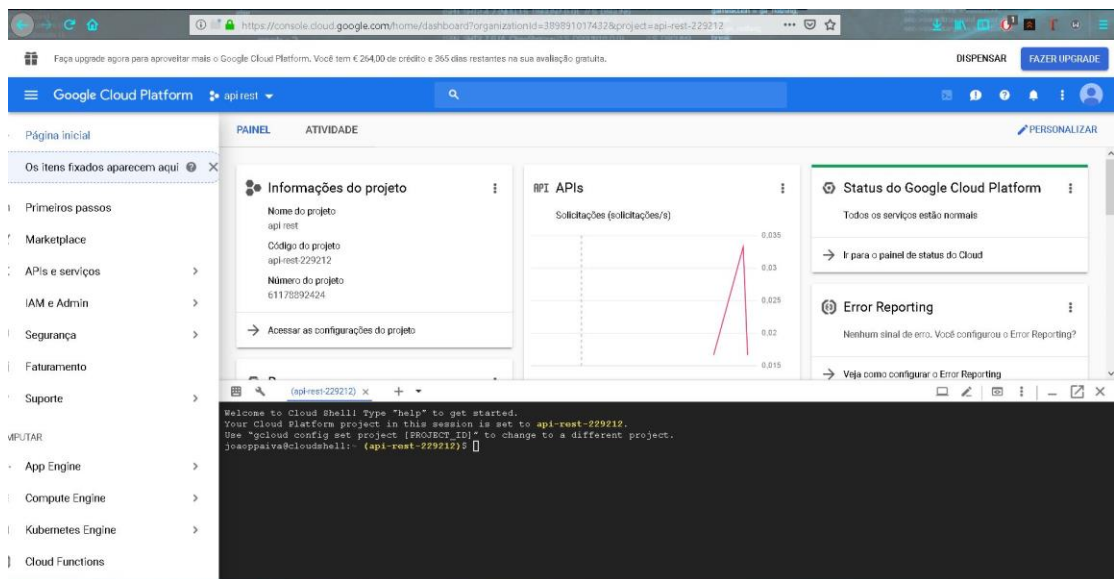 https://console.cloud.google.com/home/dashboard?organizationId=389891017432&project=api-rest-229212
Faça upgrade agora para aproveitar mais o Google Cloud Platform. Você tem € 264,00 de crédito e 365 dias restantes na sua avaliação gratuita.
DISPENSAR
FAZER UPGRADE
Google Cloud Platform
api rest
Página inicial
Os itens fixados aparecem aqui
Primeiros passos
Marketplace
APIs e serviços
IAM e Admin
Segurança
Faturamento
Suporte
MPUTAR
App Engine
Compute Engine
Kubernetes Engine
Cloud Functions
PAINEL
ATIVIDADE
PERSONALIZAR
Informações do projeto
Nome do projeto
api rest
Código do projeto
api-rest-229212
Número do projeto
61178892424
Acessar as configurações do projeto
API APIs
Solicitações (solicitações/s)
0,035
0,03
0,025
0,02
0,015
Status do Google Cloud Platform
Todos os serviços estão normais
Ir para o painel de status do Cloud
Error Reporting
Nenhum sinal de erro. Você configurou o Error Reporting?
Veja como configurar o Error Reporting
(api-rest-229212)
Welcome to Cloud Shell! Type "help" to get started.
Your Cloud Platform project in this session is set to api-rest-229212.
Use "gcloud config set project [PROJECT_ID]" to change to a different project.
joaoppaiva@cloudshell:~ (api-rest-229212)$